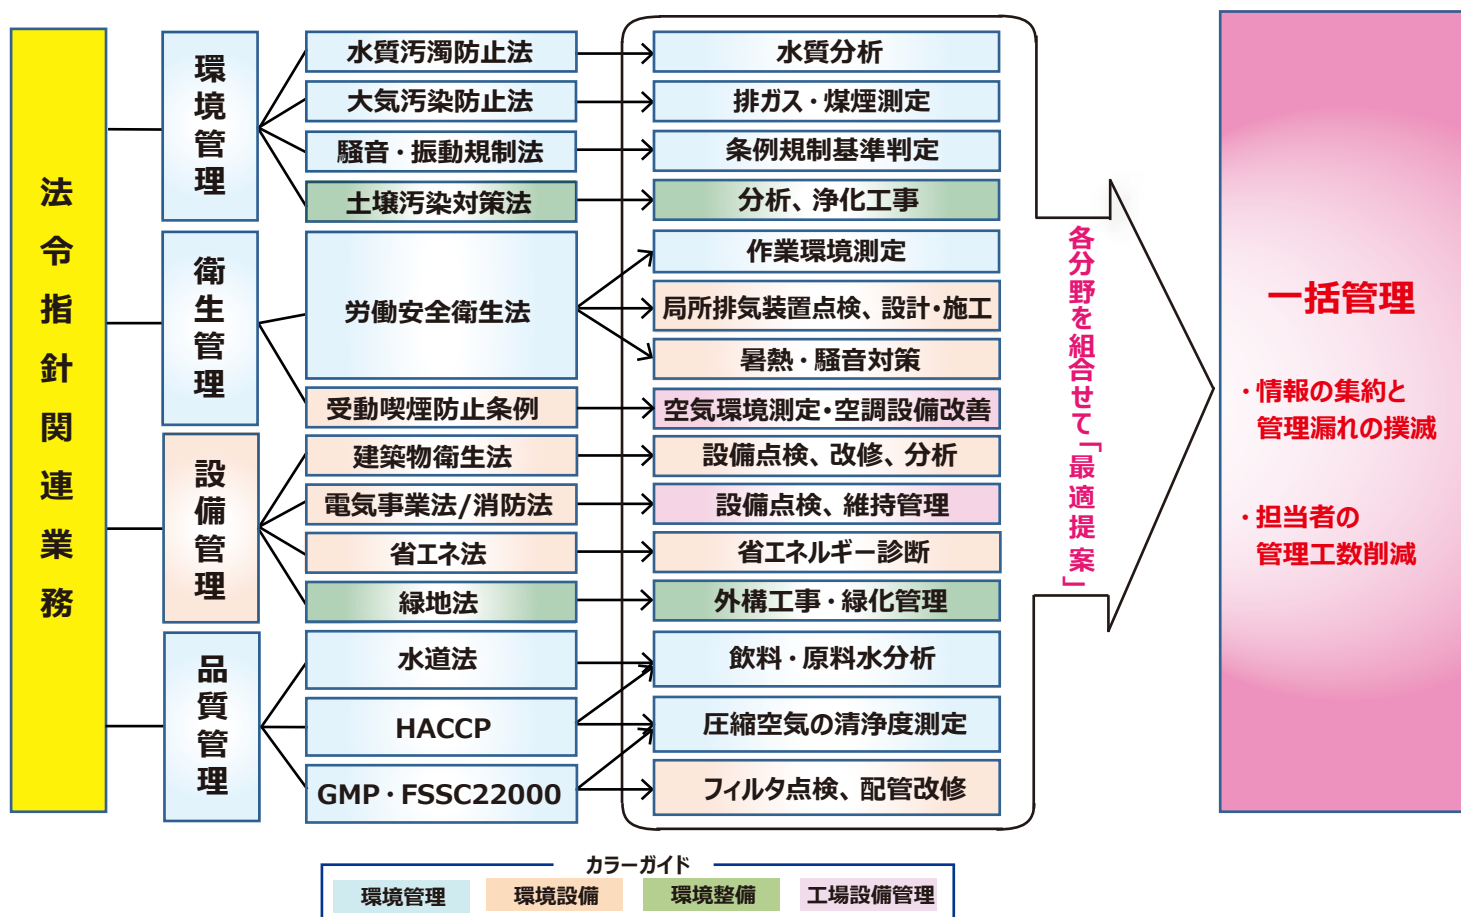 法令指針関連業務
環境管理
水質汚濁防止法
水質分析
大気汚染防止法
排ガス・煤煙測定
騒音・振動規制法
条例規制基準判定
土壌汚染対策法
分析、浄化工事
衛生管理
労働安全衛生法
作業環境測定
局所排気装置点検、設計・施工
暑熱・騒音対策
受動喫煙防止条例
空気環境測定・空調設備改善
設備管理
建築物衛生法
設備点検、改修、分析
電気事業法/消防法
設備点検、維持管理
省エネ法
省エネルギー診断
緑地法
外構工事・緑化管理
品質管理
水道法
飲料・原料水分析
HACCP
圧縮空気の清浄度測定
GMP・FSSC22000
フィルタ点検、配管改修
各分野を組合せて「最適提案」
一括管理
・情報の集約と
管理漏れの撲滅
・担当者の
管理工数削減
カラーガイド
環境管理
環境設備
環境整備
工場設備管理